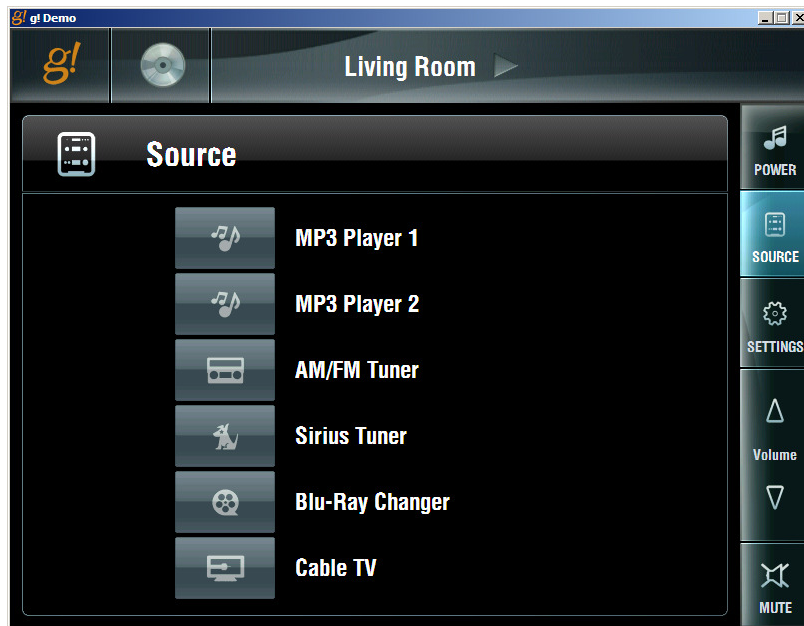 g! g! Demo
g!
Living Room
Source
MP3 Player 1
MP3 Player 2
AM/FM Tuner
Sirius Tuner
Blu-Ray Changer
Cable TV
POWER
SOURCE
SETTINGS
Volume
MUTE